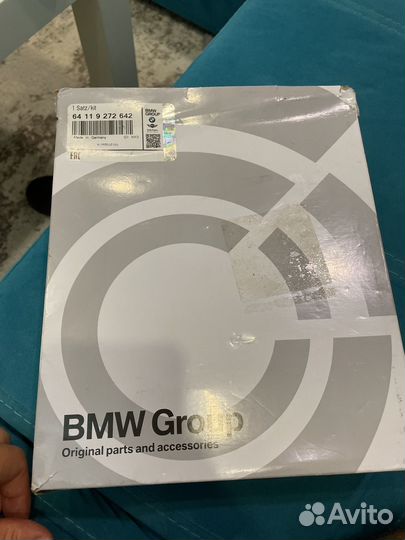 1 Satz/kit
64 11 9 272 642
BMW
GROUP
Made in Germany
EAC
BMW Group
Original parts and accessories
Avito